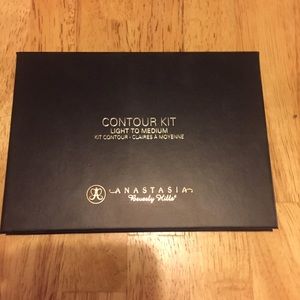 CONTOUR KIT
LIGHT TO MEDIUM
KIT CONTOUR - CLAIRES À MOYENNE
ANASTASIA
Beverly Hills®